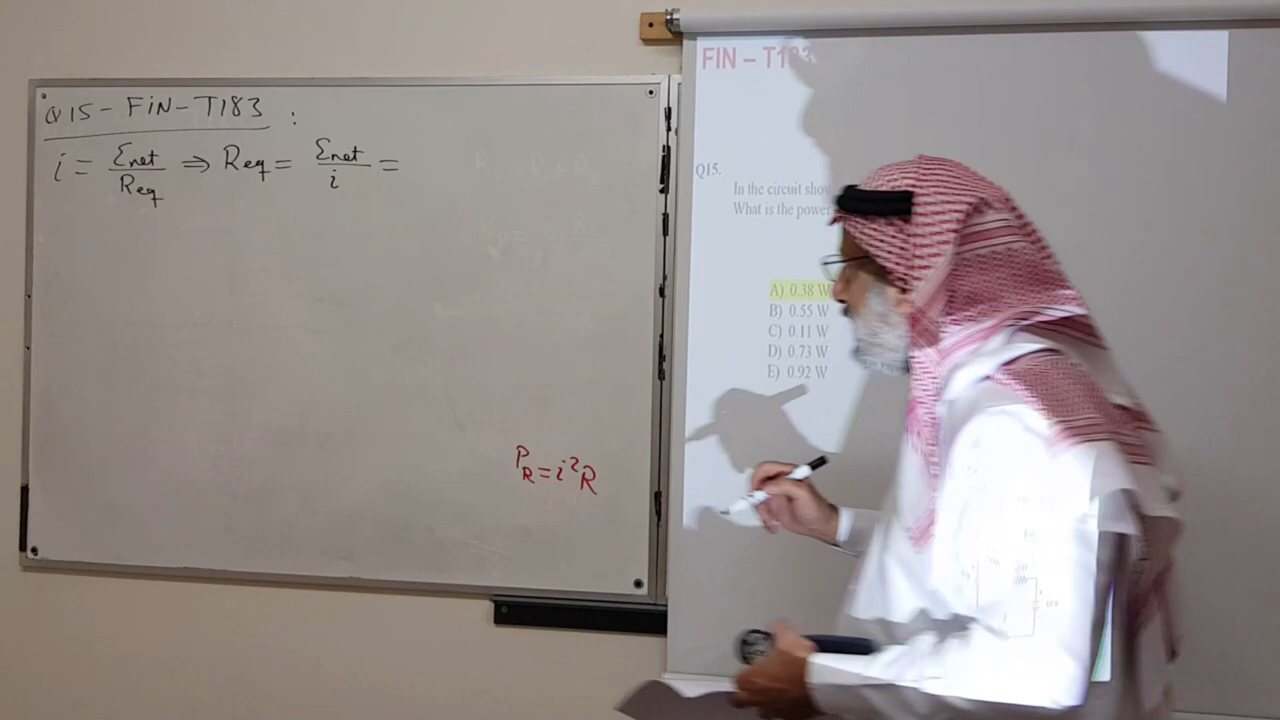 Q15 - FIN - T183 :
i = Ɛnet / Req ⇒ Req = Ɛnet / i =
P_R = i²R
FIN – T183
Q15.
In the circuit
What is the power
A) 0.38 W
B) 0.55 W
C) 0.11 W
D) 0.73 W
E) 0.92 W